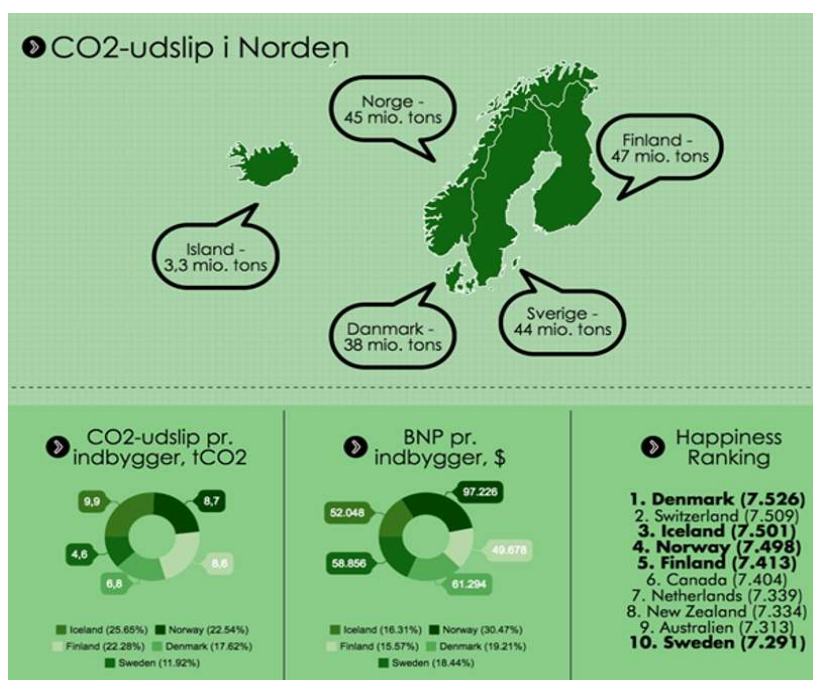 CO2-udslip i Norden
Norge -
45 mio. tons
Finland -
47 mio. tons
Island -
3,3 mio. tons
Danmark -
38 mio. tons
Sverige -
44 mio. tons
CO2-udslip pr.
indbygger, tCO2
9,9
8,7
4,6
8,6
6,8
Iceland (25.65%) Norway (22.54%)
Finland (22.28%) Denmark (17.62%)
Sweden (11.92%)
BNP pr.
indbygger, $
97.226
52.048
49.678
58.856
61.294
Iceland (16.31%) Norway (30.47%)
Finland (15.57%) Denmark (19.21%)
Sweden (18.44%)
Happiness
Ranking
1. Denmark (7.526)
2. Switzerland (7.509)
3. Iceland (7.501)
4. Norway (7.498)
5. Finland (7.413)
6. Canada (7.404)
7. Netherlands (7.339)
8. New Zealand (7.334)
9. Australien (7.313)
10. Sweden (7.291)